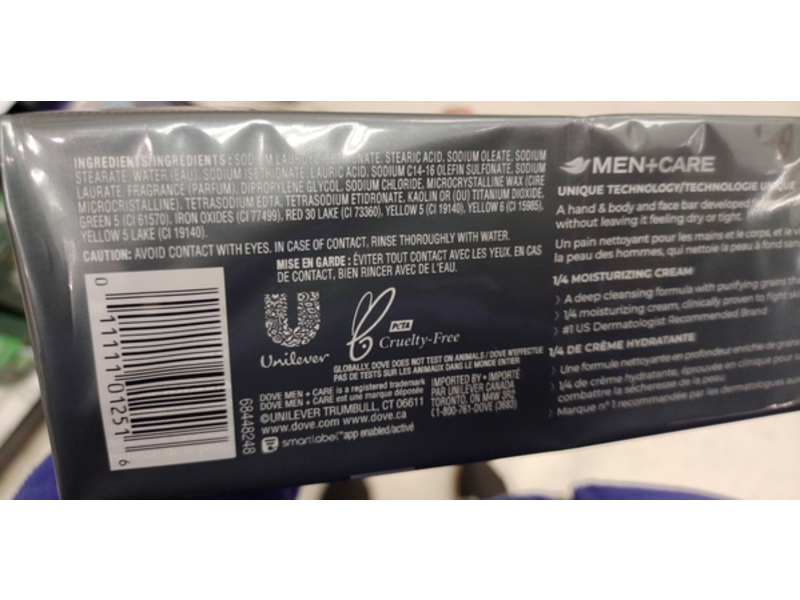 INGREDIENTS/INGRÉDIENTS: SODIUM LAUROYL ISETHIONATE, STEARIC ACID, SODIUM OLEATE, SODIUM
STEARATE, WATER (EAU), SODIUM ISETHIONATE, LAURIC ACID, SODIUM C14-16 OLEFIN SULFONATE, SODIUM
LAURATE, FRAGRANCE (PARFUM), DIPROPYLENE GLYCOL, SODIUM CHLORIDE, MICROCRYSTALLINE WAX (CIRE
MICROCRISTALLINE), TETRASODIUM EDTA, TETRASODIUM ETIDRONATE, KAOLIN OR (OU) TITANIUM DIOXIDE,
GREEN 5 (CI 61570), IRON OXIDES (CI 77499), RED 30 LAKE (CI 73360), YELLOW 5 (CI 19140), YELLOW 6 (CI 15985),
YELLOW 5 LAKE (CI 19140).
CAUTION: AVOID CONTACT WITH EYES. IN CASE OF CONTACT, RINSE THOROUGHLY WITH WATER.
MISE EN GARDE : ÉVITER TOUT CONTACT AVEC LES YEUX. EN CAS
DE CONTACT, BIEN RINCER AVEC DE L'EAU.
0 11111 01251 6
Unilever
PETA
Cruelty-Free
GLOBALLY, DOVE DOES NOT TEST ON ANIMALS / DOVE N'EFFECTUE
PAS DE TESTS SUR LES ANIMAUX DANS LE MONDE ENTIER
68448248
DOVE MEN + CARE is a registered trademark
DOVE MEN + CARE est une marque déposée
©UNILEVER TRUMBULL, CT 06611
www.dove.com www.dove.ca
smartlabel™ app enabled/activé
IMPORTED BY • IMPORTÉ
PAR UNILEVER CANADA
TORONTO, ON M4W 3R2
(1-800-761-DOVE (3683)
MEN+CARE
UNIQUE TECHNOLOGY/TECHNOLOGIE UNIQUE
A hand & body and face bar developed
without leaving it feeling dry or tight.
Un pain nettoyant pour les mains et le corps, et le
la peau des hommes, qui nettoie la peau à fond
1/4 MOISTURIZING CREAM
› A deep cleansing formula with purifying grains
› 1/4 moisturizing cream, clinically proven to fight
› #1 US Dermatologist Recommended Brand
1/4 DE CRÈME HYDRATANTE
› Une formule nettoyante en profondeur enrichie de
› 1/4 de crème hydratante, éprouvée en clinique pour
combattre la sécheresse de la peau
› Marque n° 1 recommandée par les dermatologues